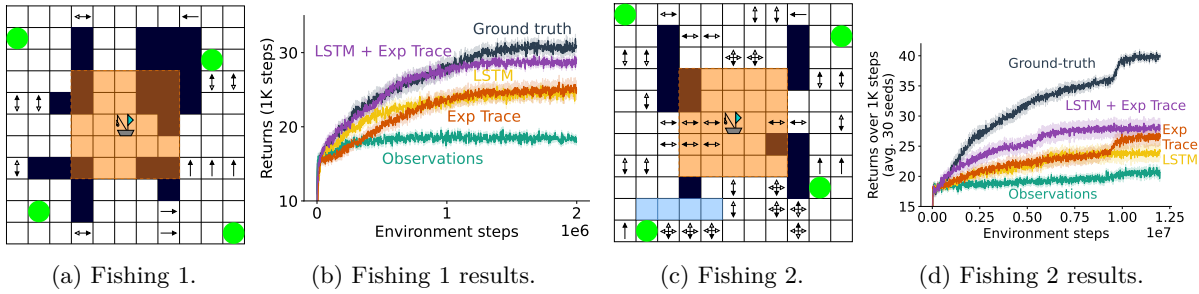 Ground truth
LSTM + Exp Trace
LSTM
Exp Trace
Observations
Returns (1K steps)
30
20
10
0
1
2
1e6
Environment steps
Ground-truth
LSTM + Exp Trace
Exp
Trace
LSTM
Observations
Returns over 1K steps
(avg. 30 seeds)
40
35
30
25
20
15
0.0
0.25
0.75
1.00
1.25
1e7
Environment steps
(a) Fishing 1.
(b) Fishing 1 results.
(c) Fishing 2.
(d) Fishing 2 results.